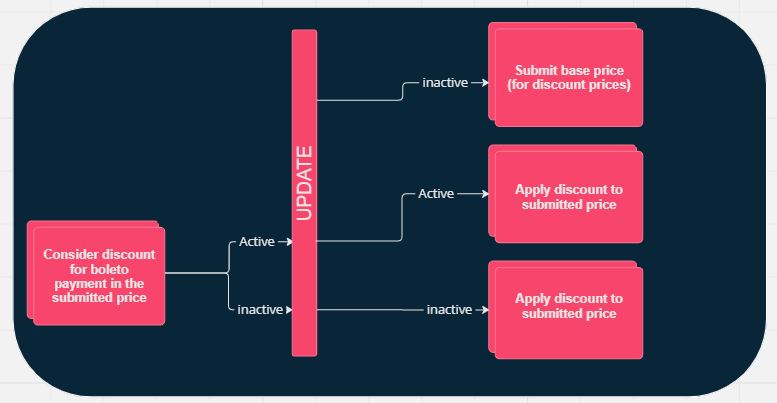 Consider discount
for boleto
payment in the
submitted price
Active
inactive
UPDATE
inactive
Submit base price
(for discount prices)
Active
Apply discount to
submitted price
inactive
Apply discount to
submitted price